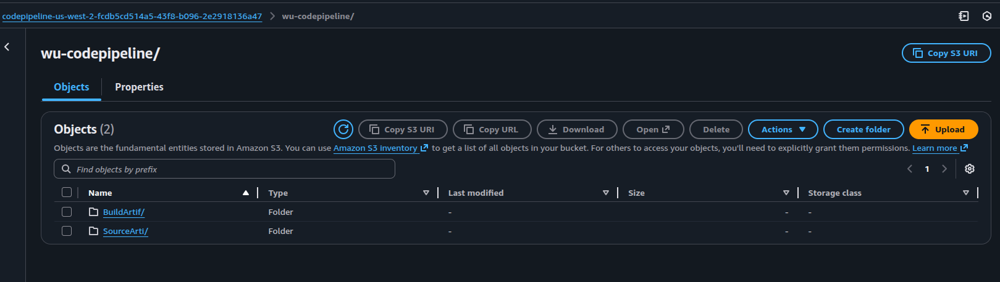 codepipeline-us-west-2-fcdb5cd514a5-43f8-b096-2e2918136a47 > wu-codepipeline/
wu-codepipeline/
Copy S3 URI
Objects
Properties
Objects (2)
Copy S3 URI
Copy URL
Download
Open
Delete
Actions
Create folder
Upload
Objects are the fundamental entities stored in Amazon S3. You can use Amazon S3 inventory to get a list of all objects in your bucket. For others to access your objects, you'll need to explicitly grant them permissions. Learn more
Find objects by prefix
1
Name Type Last modified Size Storage class
BuildArtif/ Folder - - -
SourceArti/ Folder - - -